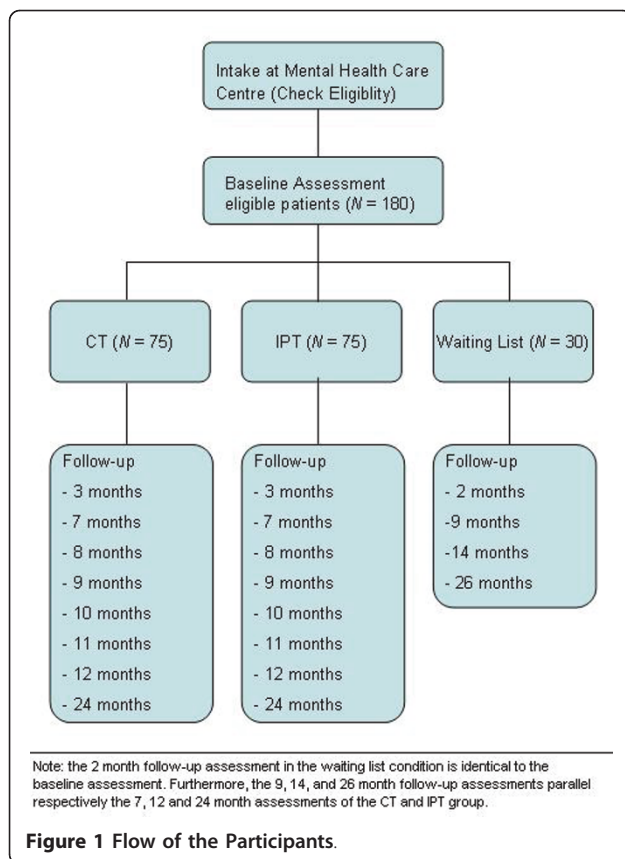 Intake at Mental Health Care
Centre (Check Eligiblity)
Baseline Assessment
eligible patients (N = 180)
CT (N = 75)
IPT (N = 75)
Waiting List (N = 30)
Follow-up
- 3 months
- 7 months
- 8 months
- 9 months
- 10 months
- 11 months
- 12 months
- 24 months
Follow-up
- 3 months
- 7 months
- 8 months
- 9 months
- 10 months
- 11 months
- 12 months
- 24 months
Follow-up
- 2 months
-9 months
-14 months
- 26 months
Note: the 2 month follow-up assessment in the waiting list condition is identical to the
baseline assessment. Furthermore, the 9, 14, and 26 month follow-up assessments parallel
respectively the 7, 12 and 24 month assessments of the CT and IPT group.
Figure 1 Flow of the Participants.